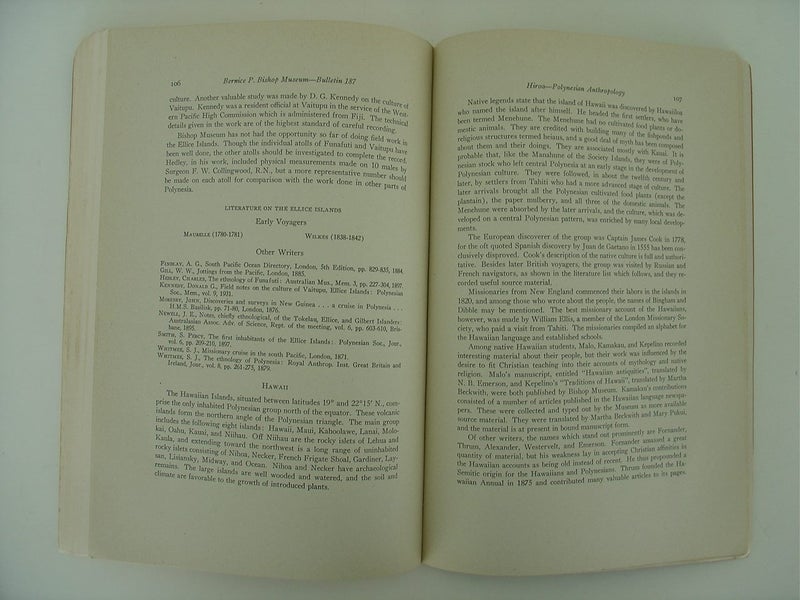 106
Bernice P. Bishop Museum—Bulletin 187
culture. Another valuable study was made by D. G. Kennedy on the culture of
Vaitupu. Kennedy was a resident official at Vaitupu in the service of the West-
ern Pacific High Commission which is administered from Fiji. The technical
details given in the work are of the highest standard of careful recording.
Bishop Museum has not had the opportunity so far of doing field work in
the Ellice Islands. Though the individual atolls of Funafuti and Vaitupu have
been well done, the other atolls should be investigated to complete the record.
Hedley, in his work, included physical measurements made on 10 males by
Surgeon F. W. Collingwood, R.N., but a more representative number should
be made on each atoll for comparison with the work done in other parts of
Polynesia.
LITERATURE ON THE ELLICE ISLANDS
Early Voyagers
MAURELLE (1780-1781) WILKES (1838-1842)
Other Writers
FINDLAY, A. G., South Pacific Ocean Directory, London, 5th Edition, pp. 829-835, 1884.
GILL, W. W., Jottings from the Pacific, London, 1885.
HEDLEY, CHARLES, The ethnology of Funafuti: Australian Mus., Mem. 3, pp. 227-304, 1897.
KENNEDY, DONALD G., Field notes on the culture of Vaitupu, Ellice Islands: Polynesian
Soc., Mem., vol. 9, 1931.
MORESBY, JOHN, Discoveries and surveys in New Guinea . . . a cruise in Polynesia . . .
H.M.S. Basilisk, pp. 71-80, London, 1876.
NEWELL, J. E., Notes, chiefly ethnological, of the Tokelau, Ellice, and Gilbert Islanders:
Australasian Assoc. Adv. of Science, Rept. of the meeting, vol. 6, pp. 603-610, Bris-
bane, 1895.
SMITH, S. PERCY, The first inhabitants of the Ellice Islands: Polynesian Soc., Jour.,
vol. 6, pp. 209-210, 1897.
WHITMEE, S. J., Missionary cruise in the south Pacific, London, 1871.
WHITMEE, S. J., The ethnology of Polynesia: Royal Anthrop. Inst. Great Britain and
Ireland, Jour., vol. 8, pp. 261-275, 1879.
HAWAII
The Hawaiian Islands, situated between latitudes 19° and 22°15′ N., com-
prise the only inhabited Polynesian group north of the equator. These volcanic
islands form the northern angle of the Polynesian triangle. The main group
includes the following eight islands: Hawaii, Maui, Kahoolawe, Lanai, Molo-
kai, Oahu, Kauai, and Niihau. Off Niihau are the rocky islets of Lehua and
Kaula, and extending toward the northwest is a long range of uninhabited
rocky islets consisting of Nihoa, Necker, French Frigate Shoal, Gardiner, Lay-
san, Lisiansky, Midway, and Ocean. Nihoa and Necker have archaeological
remains. The large islands are well wooded and watered, and the soil and
climate are favorable to the growth of introduced plants.
Hiroa—Polynesian Anthropology
107
Native legends state that the island of Hawaii was discovered by Hawaiiloa
who named the island after himself. He headed the first settlers, who have
been termed Menehune. The Menehune had no cultivated food plants or do-
mestic animals. They are credited with building many of the fishponds and
religious structures termed heiaus, and a good deal of myth has been composed
about them and their doings. They are associated mostly with Kauai. It is
probable that, like the Manahune of the Society Islands, they were of Poly-
nesian stock who left central Polynesia at an early stage in the development of
Polynesian culture. They were followed, in about the twelfth century and
later, by settlers from Tahiti who had a more advanced stage of culture. The
later arrivals brought all the Polynesian cultivated food plants (except the
plantain), the paper mulberry, and all three of the domestic animals. The
Menehune were absorbed by the later arrivals, and the culture, which was de-
veloped on a central Polynesian pattern, was enriched by many local develop-
ments.
The European discoverer of the group was Captain James Cook in 1778,
for the oft quoted Spanish discovery by Juan de Gaetano in 1555 has been con-
clusively disproved. Cook's description of the native culture is full and authori-
tative. Besides later British voyagers, the group was visited by Russian and
French navigators, as shown in the literature list which follows, and they re-
corded useful source material.
Missionaries from New England commenced their labors in the islands in
1820, and among those who wrote about the people, the names of Bingham and
Dibble may be mentioned. The best missionary account of the Hawaiians,
however, was made by William Ellis, a member of the London Missionary So-
ciety, who paid a visit from Tahiti. The missionaries compiled an alphabet for
the Hawaiian language and established schools.
Among native Hawaiian students, Malo, Kamakau, and Kepelino recorded
interesting material about their people, but their work was influenced by the
desire to fit Christian teaching into their accounts of mythology and native
religion. Malo's manuscript, entitled "Hawaiian antiquities", translated by
N. B. Emerson, and Kepelino's "Traditions of Hawaii", translated by Martha
Beckwith, were both published by Bishop Museum. Kamakau's contributions
consisted of a number of articles published in the Hawaiian language newspa-
pers. These were collected and typed out by the Museum as more available
source material. They were translated by Martha Beckwith and Mary Pukui,
and the material is at present in bound manuscript form.
Of other writers, the names which stand out prominently are Fornander,
Thrum, Alexander, Westervelt, and Emerson. Fornander amassed a great
quantity of material, but his weakness lay in accepting Christian affinities in
the Hawaiian accounts as being old instead of recent. He thus propounded a
Semitic origin for the Hawaiians and Polynesians. Thrum founded the Ha-
waiian Annual in 1875 and contributed many valuable articles to its pages.